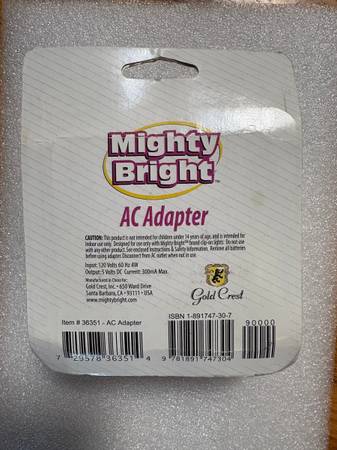 Mighty
Bright™
AC Adapter
CAUTION: This product is not intended for children under 14 years of age, and is intended for
indoor use only. Designed for use only with Mighty Bright™ brand clip-on lights. Do not use
with any other product. See enclosed Instructions & Safety information. Remove all batteries
before using adapter. Disconnect from AC outlet when not in use.
Input: 120 Volts 60 Hz 4W
Output: 5 Volts DC Current: 300mA Max.
Manufactured in China for:
Gold Crest, Inc. • 650 Ward Drive
Santa Barbara, CA • 93111 • USA
www.mightybright.com
Gold Crest
Item # 36351 - AC Adapter
7 29578 36351 4
ISBN 1-891747-30-7
90000
9 781891 747304